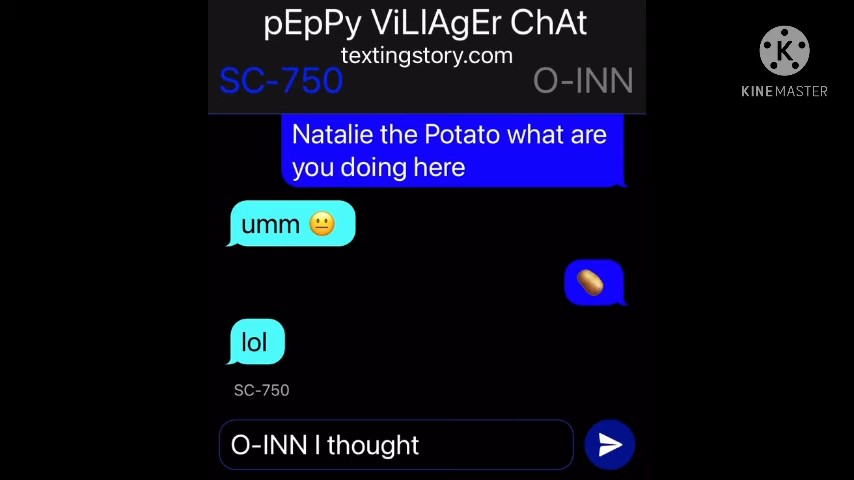 pEpPy ViLlAgEr ChAt
textingstory.com
SC-750 O-INN
Natalie the Potato what are
you doing here
umm 😐
🥔
lol
SC-750
O-INN I thought
KINEMASTER